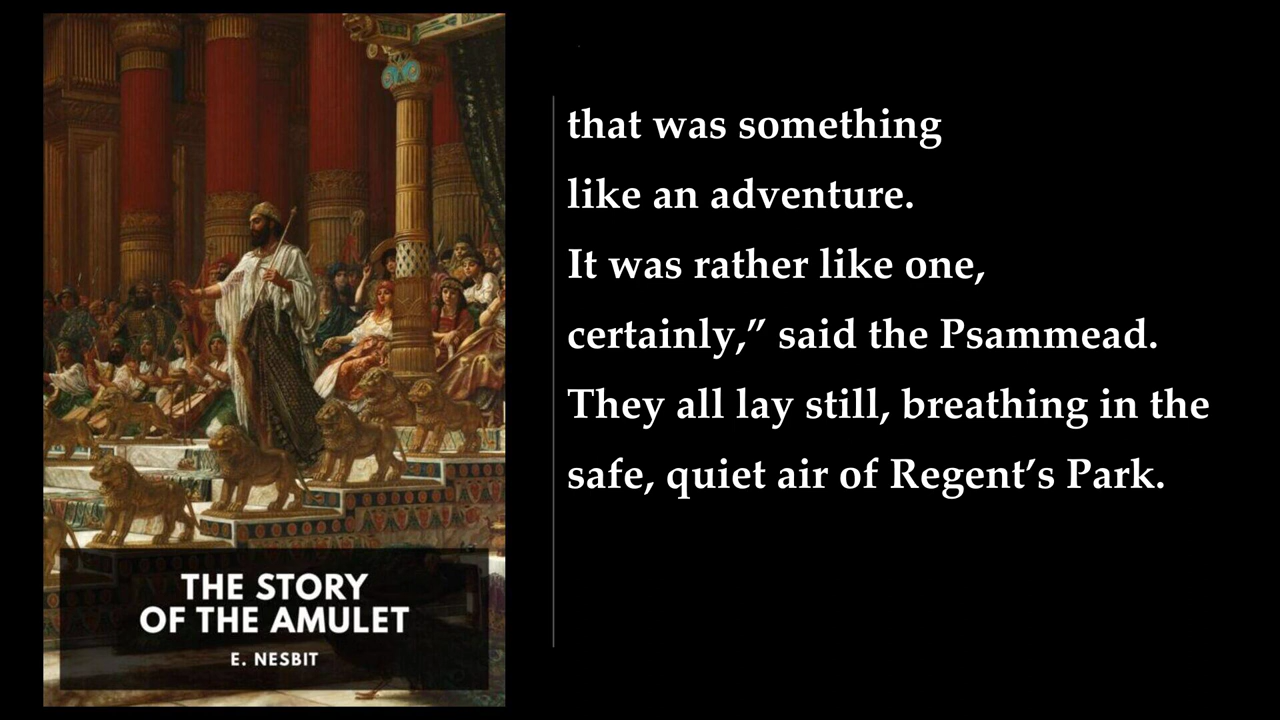 THE STORY
OF THE AMULET
E. NESBIT
that was something
like an adventure.
It was rather like one,
certainly,” said the Psammead.
They all lay still, breathing in the
safe, quiet air of Regent’s Park.